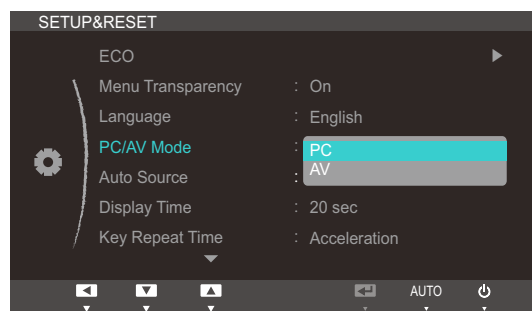 SETUP&RESET
ECO
Menu Transparency : On
Language : English
PC/AV Mode : PC
Auto Source : AV
Display Time : 20 sec
Key Repeat Time : Acceleration
AUTO